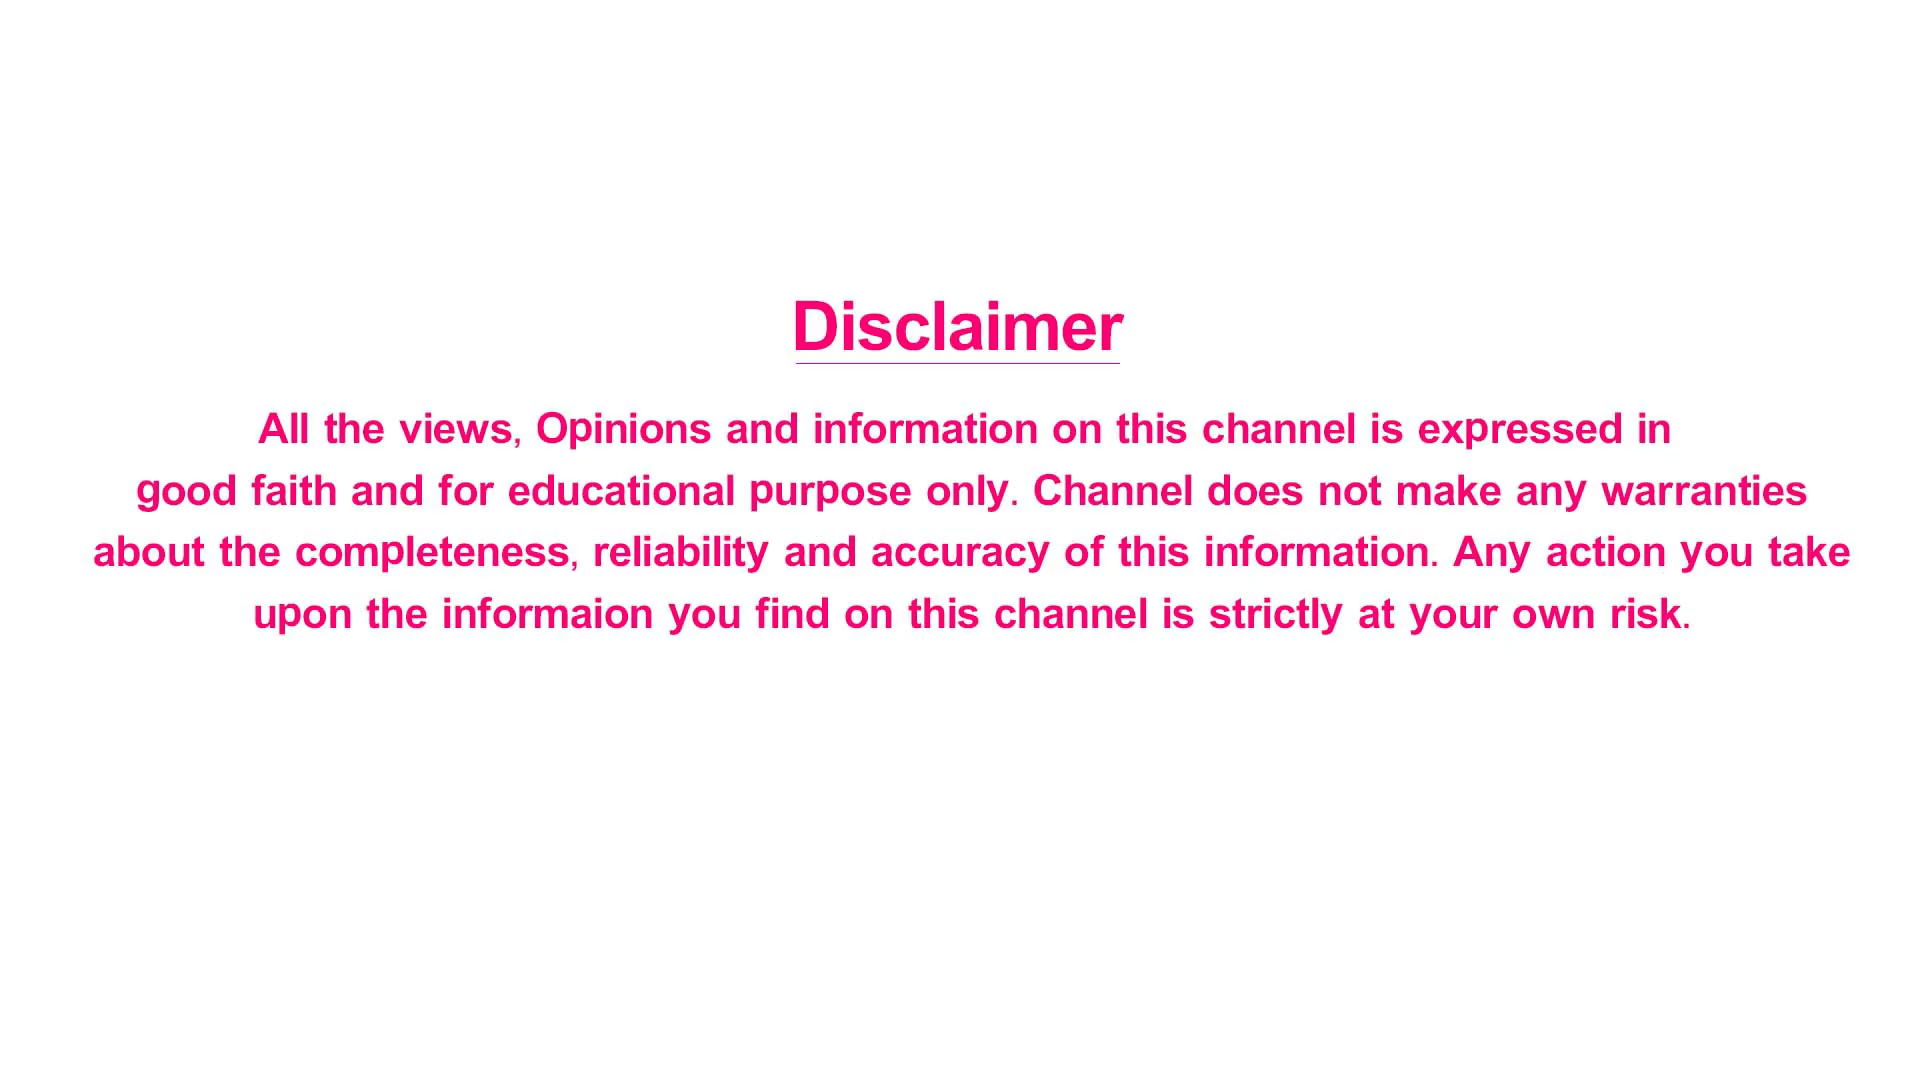 Disclaimer
All the views, Opinions and information on this channel is expressed in
good faith and for educational purpose only. Channel does not make any warranties
about the completeness, reliability and accuracy of this information. Any action you take
upon the informaion you find on this channel is strictly at your own risk.